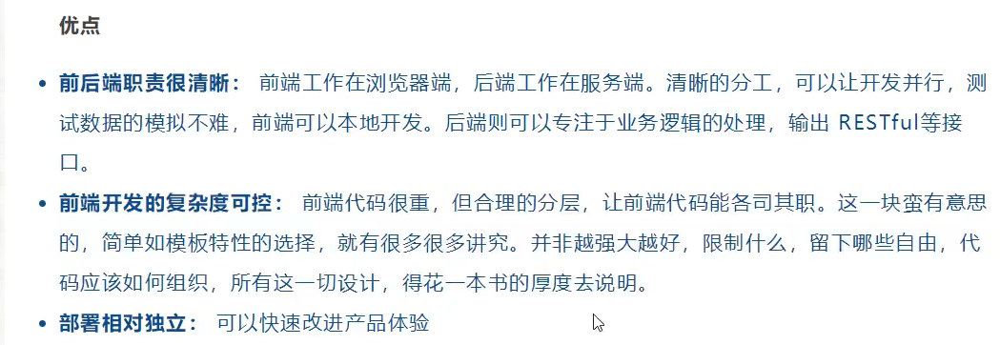 优点
前后端职责很清晰： 前端工作在浏览器端，后端工作在服务端。清晰的分工，可以让开发并行，测
试数据的模拟不难，前端可以本地开发。后端则可以专注于业务逻辑的处理，输出 RESTful等接
口。
前端开发的复杂度可控： 前端代码很重，但合理的分层，让前端代码能各司其职。这一块蛮有意思
的，简单如模板特性的选择，就有很多很多讲究。并非越强大越好，限制什么，留下哪些自由，代
码应该如何组织，所有这一切设计，得花一本书的厚度去说明。
部署相对独立： 可以快速改进产品体验